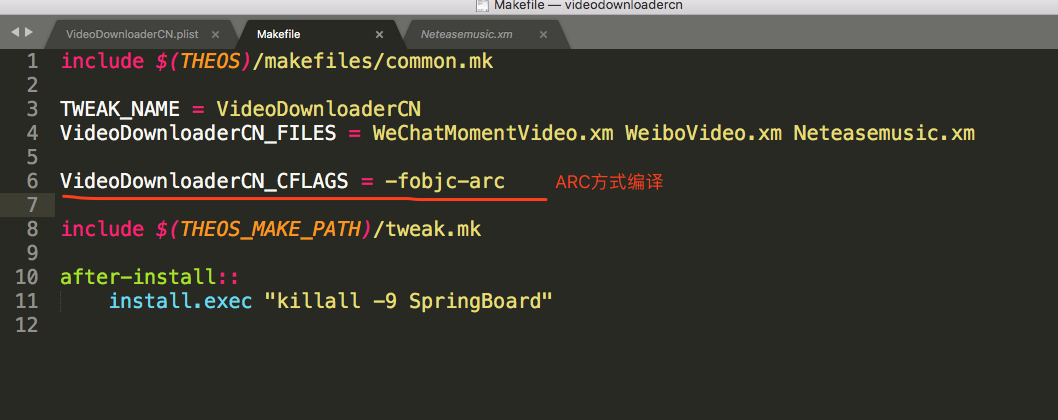 Makefile — videodownloadercn
VideoDownloaderCN.plist × Makefile × Neteasemusic.xm ×
1 include $(THEOS)/makefiles/common.mk
2
3 TWEAK_NAME = VideoDownloaderCN
4 VideoDownloaderCN_FILES = WeChatMomentVideo.xm WeiboVideo.xm Neteasemusic.xm
5
6 VideoDownloaderCN_CFLAGS = -fobjc-arc ARC方式编译
7
8 include $(THEOS_MAKE_PATH)/tweak.mk
9
10 after-install::
11 install.exec "killall -9 SpringBoard"
12